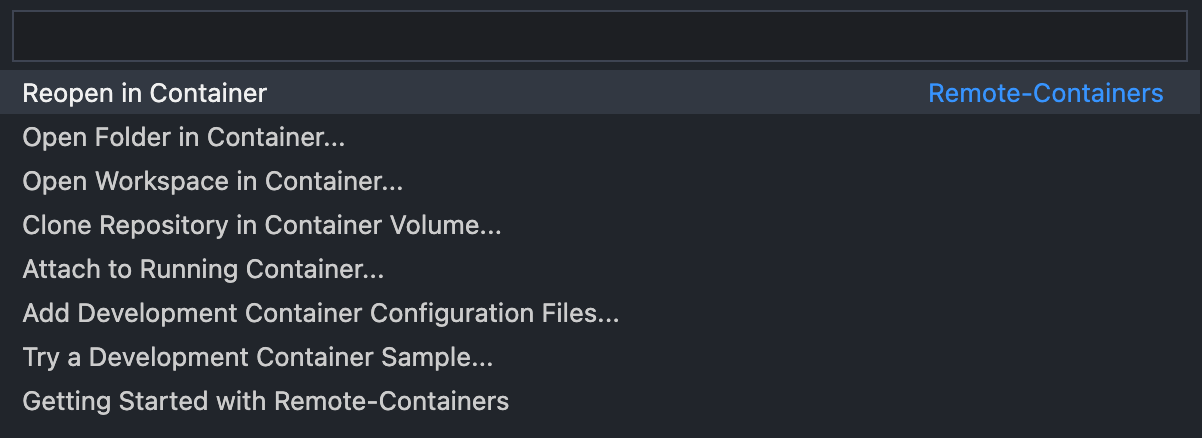 Reopen in Container Remote-Containers
Open Folder in Container...
Open Workspace in Container...
Clone Repository in Container Volume...
Attach to Running Container...
Add Development Container Configuration Files...
Try a Development Container Sample...
Getting Started with Remote-Containers